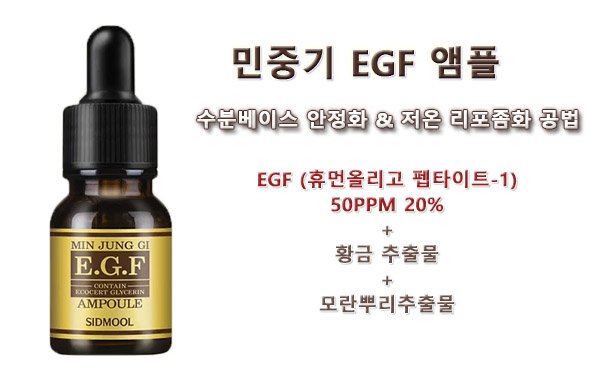 민중기 EGF 앰플
수분베이스 안정화 & 저온 리포좀화 공법
EGF (휴먼올리고 펩타이트-1)
50PPM 20%
+
황금 추출물
+
모란뿌리추출물
MIN JUNG GI
E.G.F
CONTAIN
ECOCERT GLYCERIN
AMPOULE
SIDMOOL